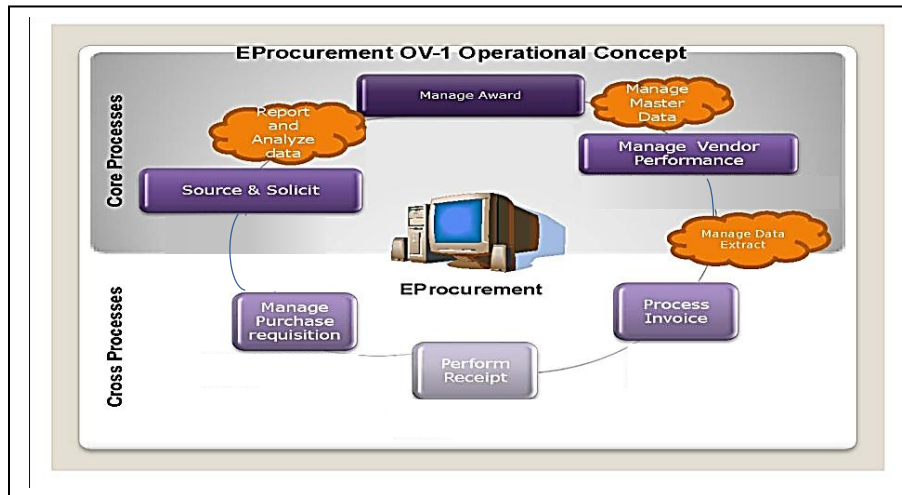 EProcurement OV-1 Operational Concept
Core Processes
Manage Award
Manage
Master
Data
Report
and
Analyze
data
Manage Vendor
Performance
Source & Solicit
Manage Data
Extract
EProcurement
Cross Processes
Manage
Purchase
requisition
Process
Invoice
Perform
Receipt